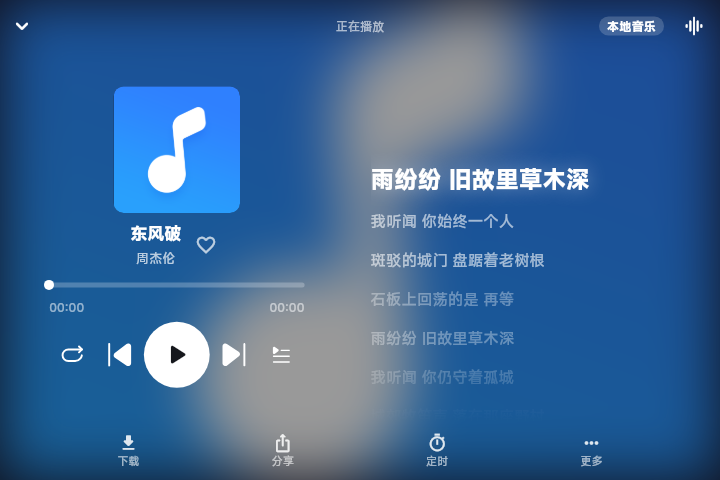 正在播放
本地音乐
东风破
周杰伦
00:00
00:00
雨纷纷 旧故里草木深
我听闻 你始终一个人
斑驳的城门 盘踞着老树根
石板上回荡的是 再等
雨纷纷 旧故里草木深
我听闻 你仍守着孤城
下载
分享
定时
更多